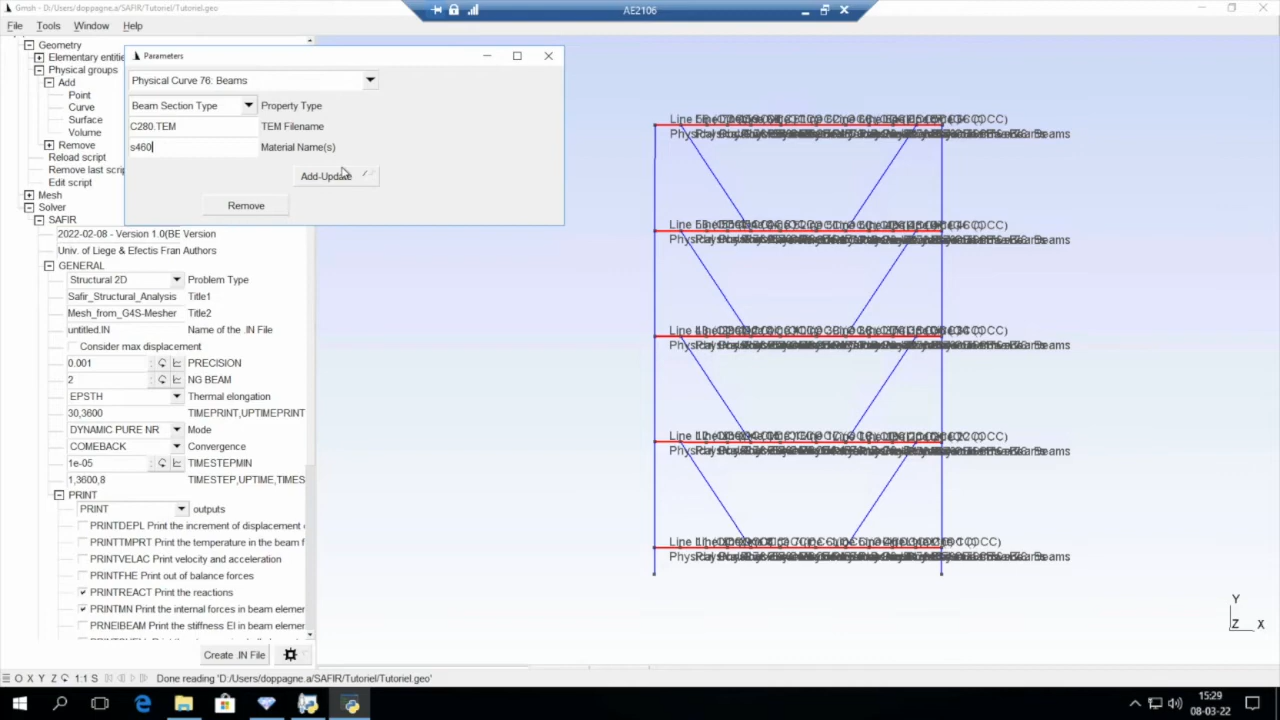 Gmsh - D:/Users/doppagne.a/SAFIR/Tutoriel/Tutoriel.geo
AE2106
File Tools Window Help
Geometry
Elementary entitie
Physical groups
Add
Point
Curve
Surface
Volume
Remove
Reload script
Remove last scrip
Edit script
Mesh
Solver
SAFIR
Parameters
Physical Curve 76: Beams
Beam Section Type Property Type
C280.TEM TEM Filename
s460 Material Name(s)
Add-Update
Remove
2022-02-08 - Version 1.0(BE Version
Univ. of Liege & Efectis Fran Authors
GENERAL
Structural 2D Problem Type
Safir_Structural_Analysis Title1
Mesh_from_G4S-Mesher Title2
untitled.IN Name of the .IN File
Consider max displacement
0.001 PRECISION
2 NG BEAM
EPSTH Thermal elongation
30,3600 TIMEPRINT,UPTIMEPRINT
DYNAMIC PURE NR Mode
COMEBACK Convergence
1e-05 TIMESTEPMIN
1,3600,8 TIMESTEP,UPTIME,TIMES
PRINT
PRINT outputs
PRINTDEPL Print the increment of displacement
PRINTTMPRT Print the temperature in the beam f
PRINTVELAC Print velocity and acceleration
PRINTFHE Print out of balance forces
PRINTREACT Print the reactions
PRINTMN Print the internal forces in beam elemen
PRNEIBEAM Print the stiffness EI in beam elemen
Create .IN File
Y
Z X
O X Y Z 1:1 S Done reading 'D:/Users/doppagne.a/SAFIR/Tutoriel/Tutoriel.geo'
15:29
08-03-22